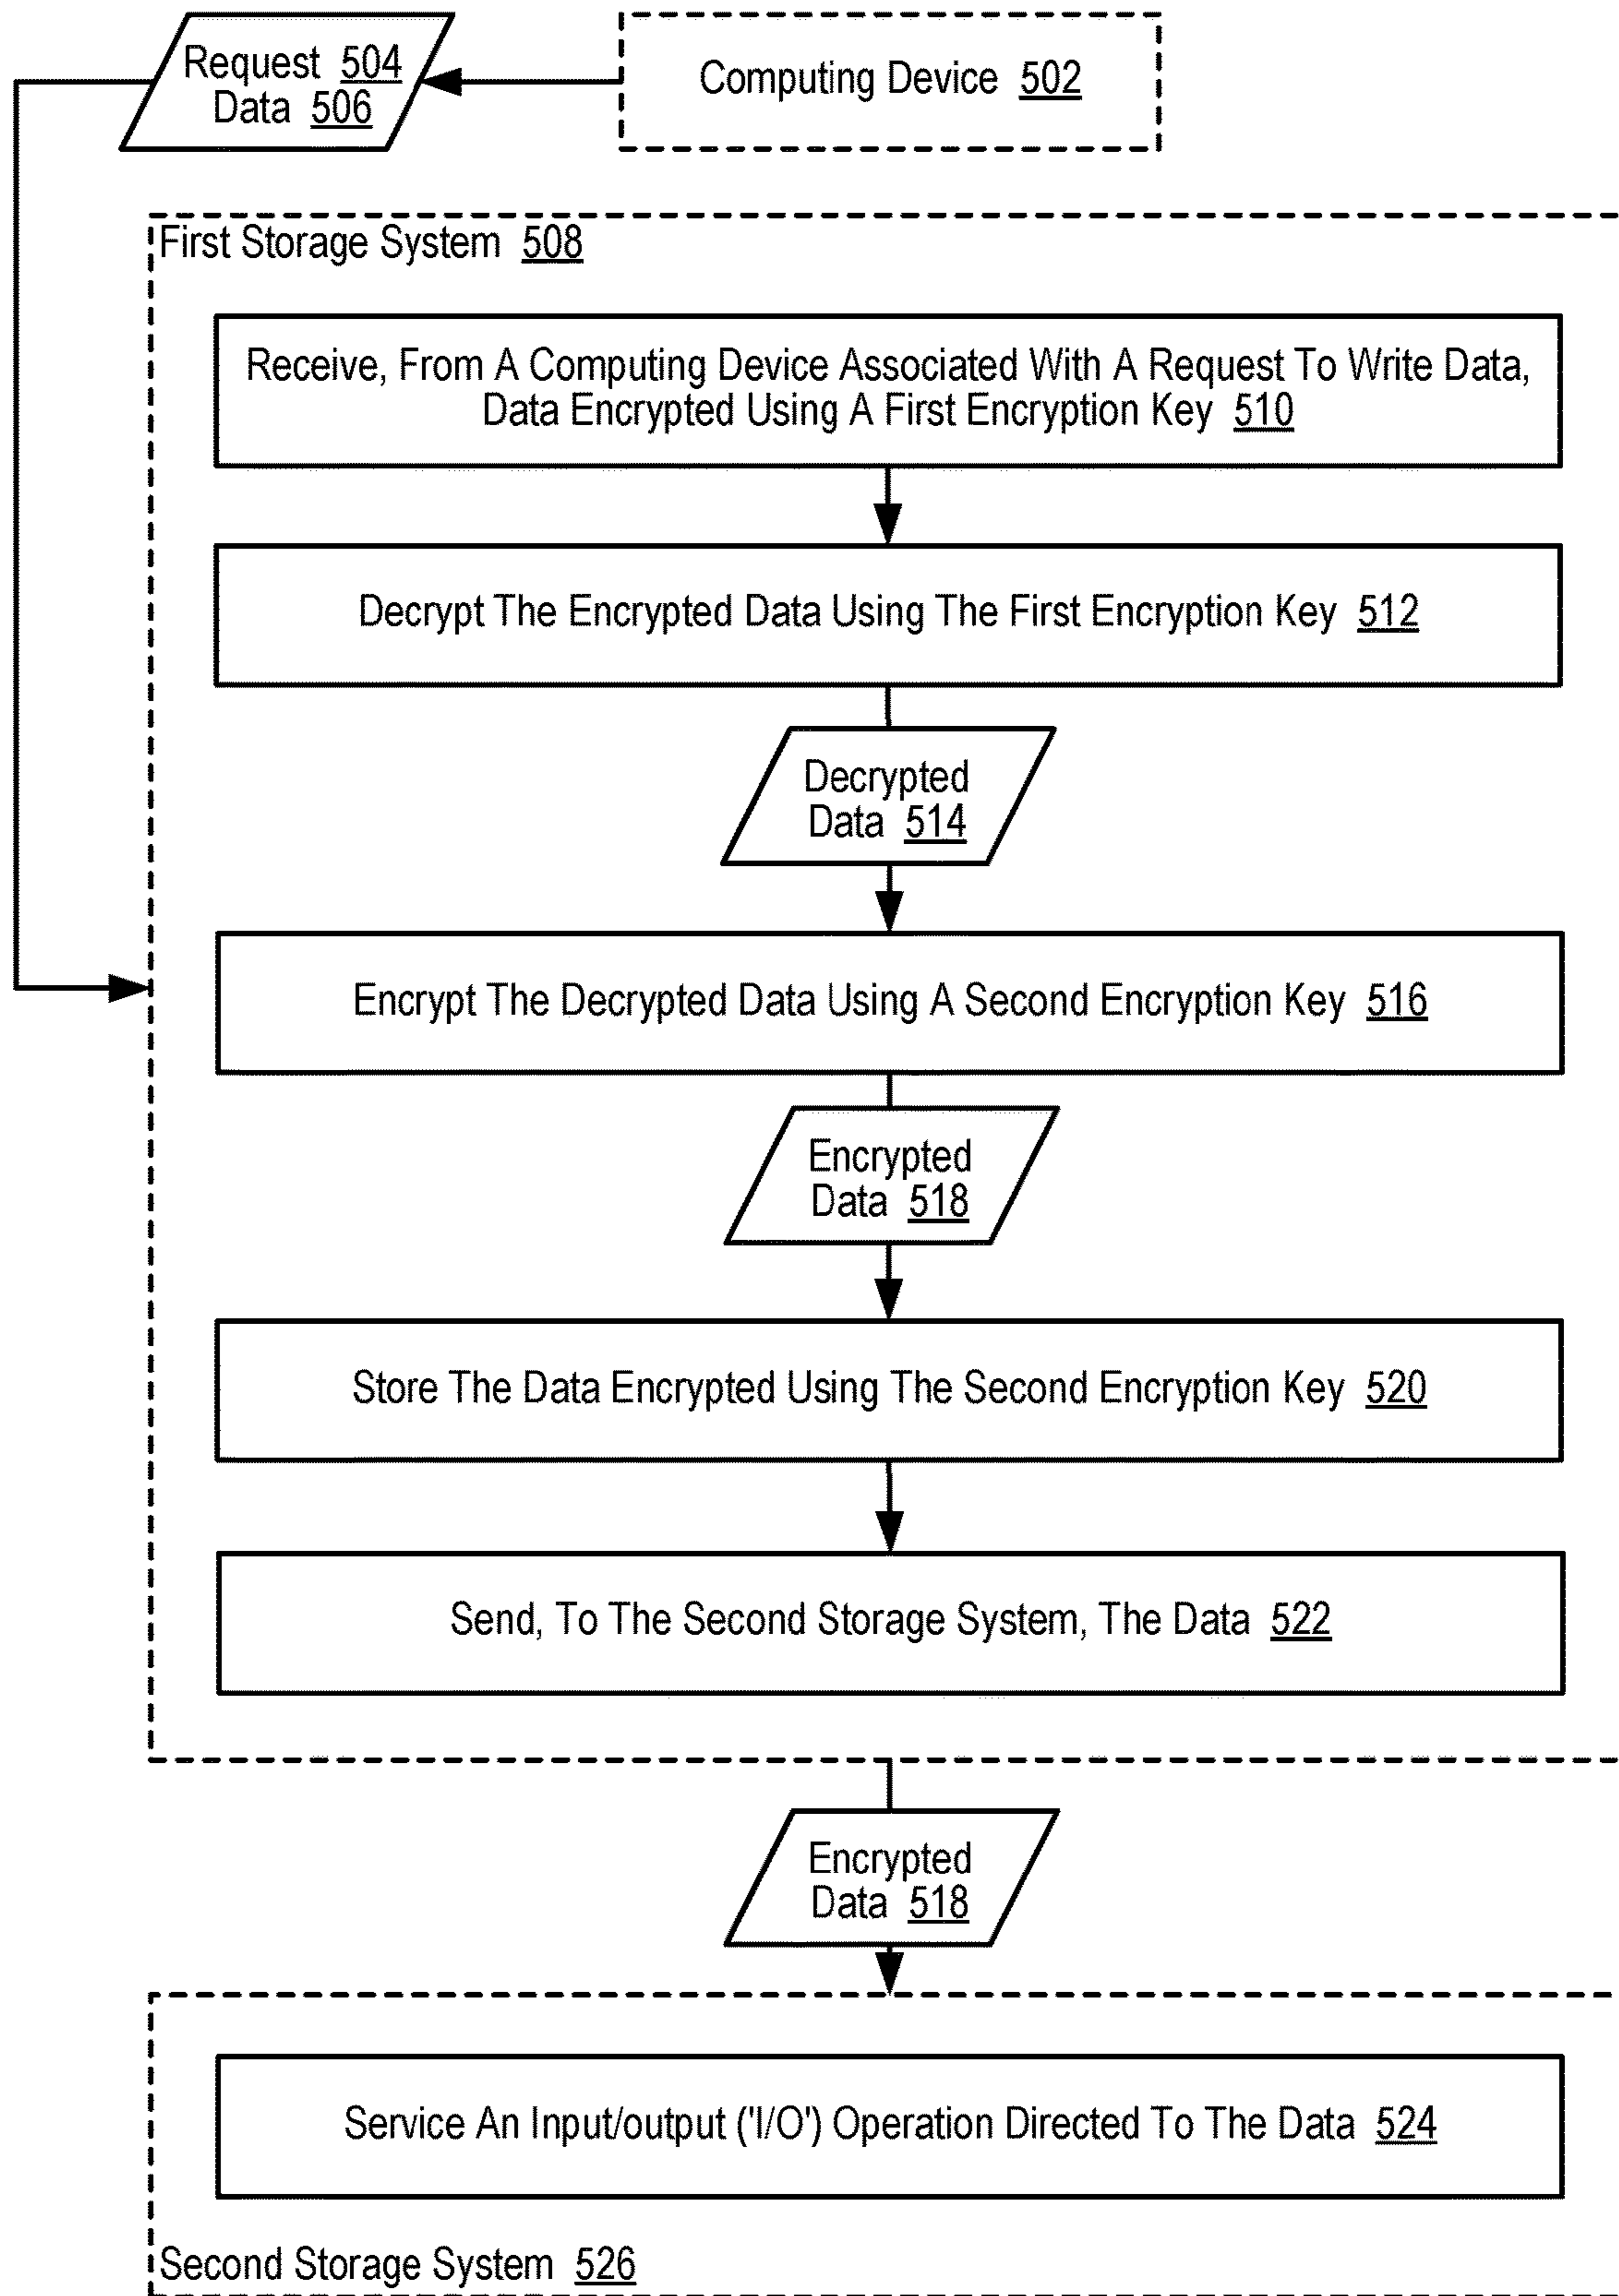 Request 504
Data 506
Computing Device 502
First Storage System 508
Receive, From A Computing Device Associated With A Request To Write Data,
Data Encrypted Using A First Encryption Key 510
Decrypt The Encrypted Data Using The First Encryption Key 512
Decrypted
Data 514
Encrypt The Decrypted Data Using A Second Encryption Key 516
Encrypted
Data 518
Store The Data Encrypted Using The Second Encryption Key 520
Send, To The Second Storage System, The Data 522
Encrypted
Data 518
Service An Input/output ('I/O') Operation Directed To The Data 524
Second Storage System 526